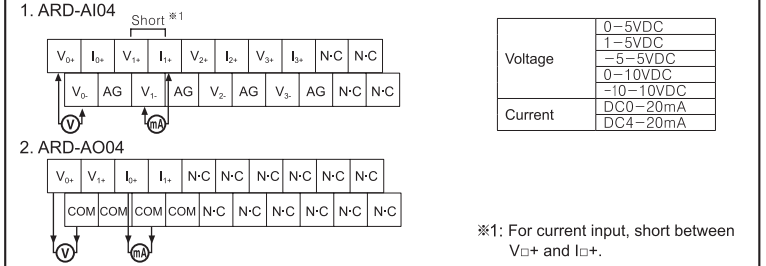 1. ARD-AI04
Short ※1
V0+ I0+ V1+ I1+ V2+ I2+ V3+ I3+ N·C N·C
V0- AG V1- AG V2- AG V3- AG N·C N·C
V mA
2. ARD-AO04
V0+ V1+ I0+ I1+ N·C N·C N·C N·C N·C N·C
COM COM COM COM N·C N·C N·C N·C N·C N·C
V mA
Voltage
0-5VDC
1-5VDC
-5-5VDC
0-10VDC
-10-10VDC
Current
DC0-20mA
DC4-20mA
※1: For current input, short between
V□+ and I□+.